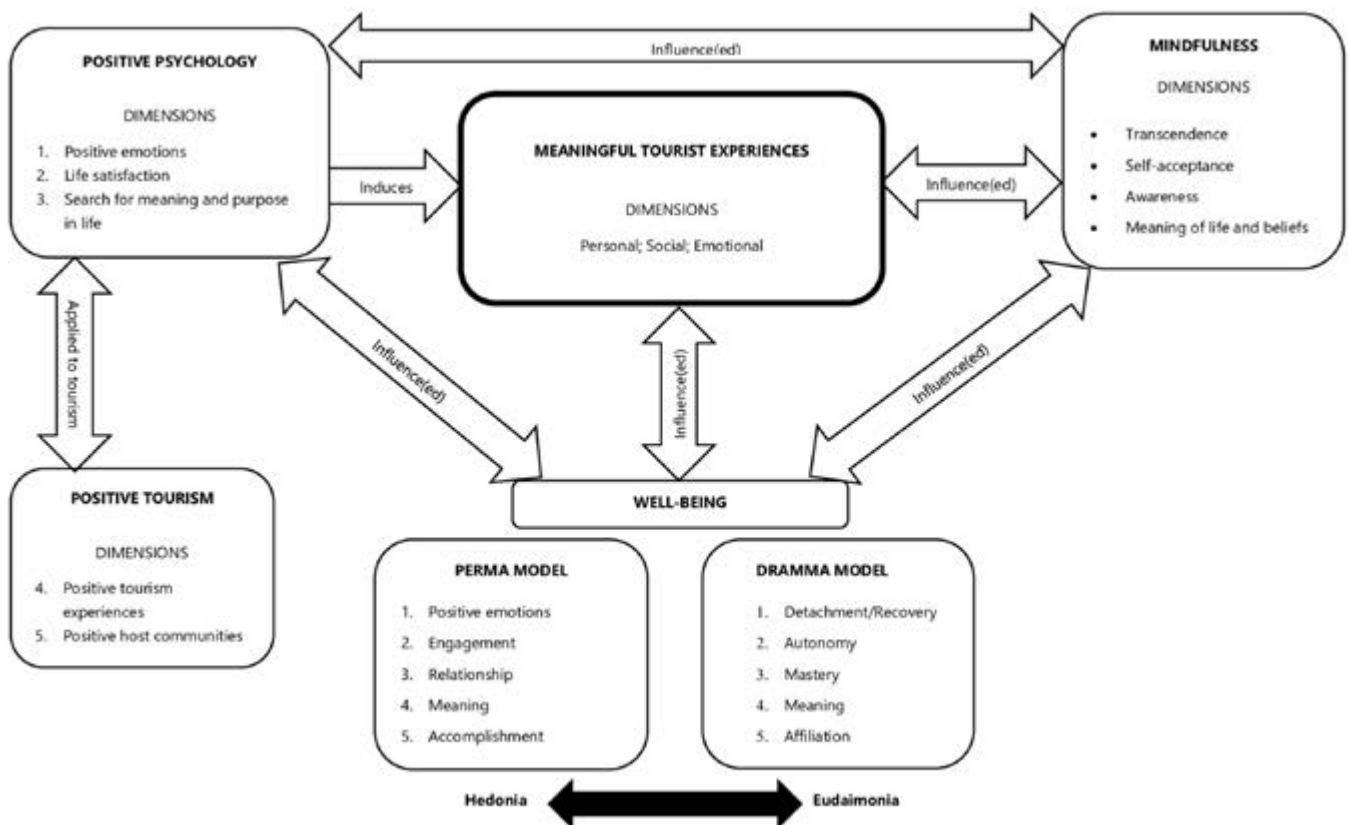 POSITIVE PSYCHOLOGY
DIMENSIONS
1. Positive emotions
2. Life satisfaction
3. Search for meaning and purpose
in life
Influence(ed)
MINDFULNESS
DIMENSIONS
• Transcendence
• Self-acceptance
• Awareness
• Meaning of life and beliefs
MEANINGFUL TOURIST EXPERIENCES
DIMENSIONS
Personal; Social; Emotional
Induces
Influence(ed)
Applied to tourism
Influence(ed)
Influence(ed)
Influence(ed)
POSITIVE TOURISM
DIMENSIONS
4. Positive tourism
experiences
5. Positive host communities
WELL-BEING
PERMA MODEL
1. Positive emotions
2. Engagement
3. Relationship
4. Meaning
5. Accomplishment
DRAMMA MODEL
1. Detachment/Recovery
2. Autonomy
3. Mastery
4. Meaning
5. Affiliation
Hedonia
Eudaimonia